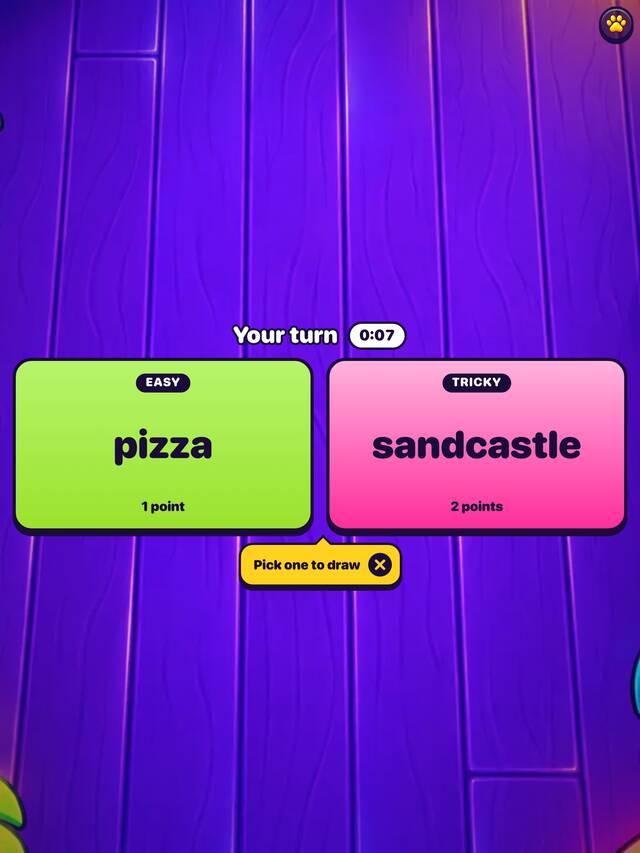 Your turn 0:07
EASY
pizza
1 point
TRICKY
sandcastle
2 points
Pick one to draw